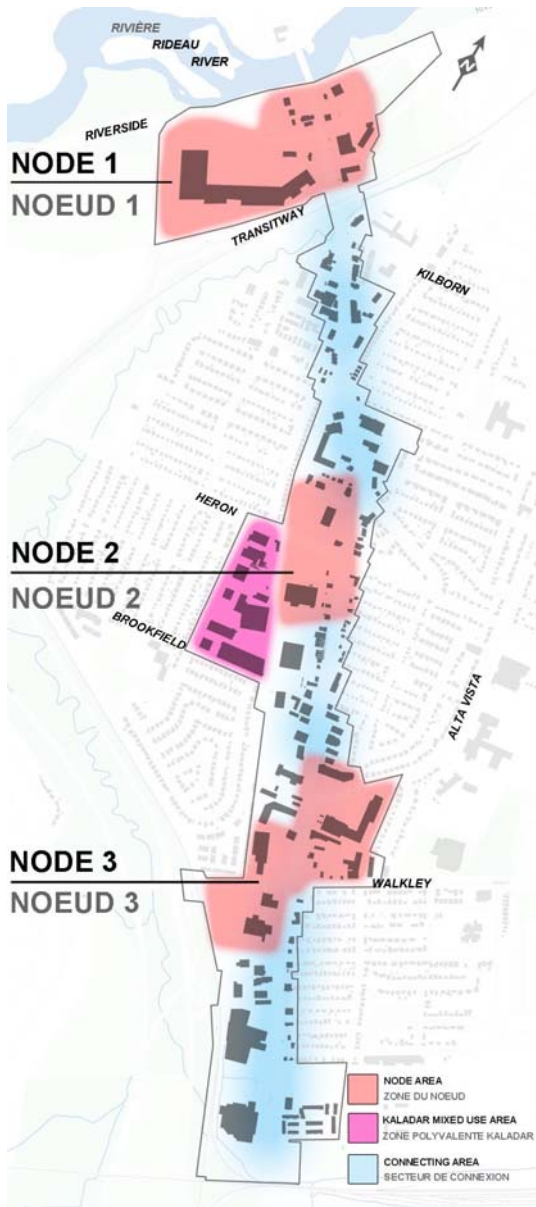 RIVIÈRE
RIDEAU
RIVER
RIVERSIDE
NODE 1
NOEUD 1
TRANSITWAY
KILBORN
HERON
NODE 2
NOEUD 2
BROOKFIELD
ALTA VISTA
NODE 3
NOEUD 3
WALKLEY
NODE AREA
ZONE DU NOEUD
KALADAR MIXED USE AREA
ZONE POLYVALENTE KALADAR
CONNECTING AREA
SECTEUR DE CONNEXION